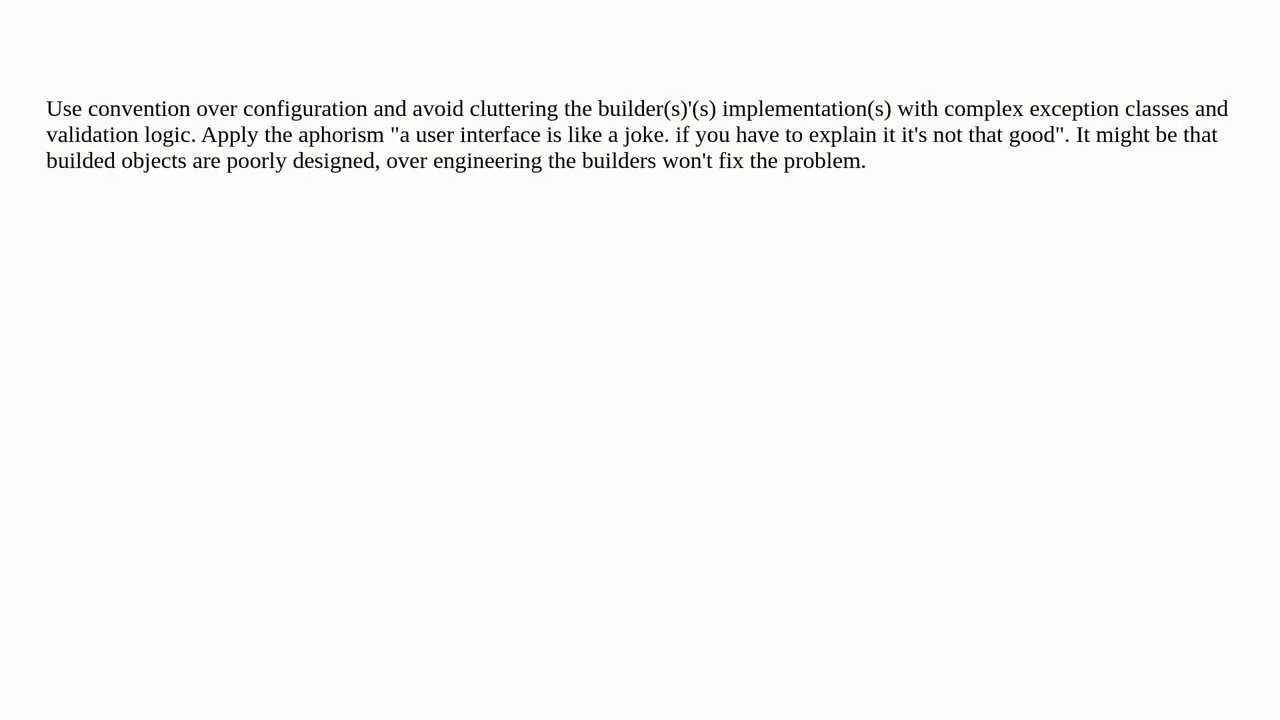 Use convention over configuration and avoid cluttering the builder(s)'(s) implementation(s) with complex exception classes and
validation logic. Apply the aphorism "a user interface is like a joke. if you have to explain it it's not that good". It might be that
builded objects are poorly designed, over engineering the builders won't fix the problem.